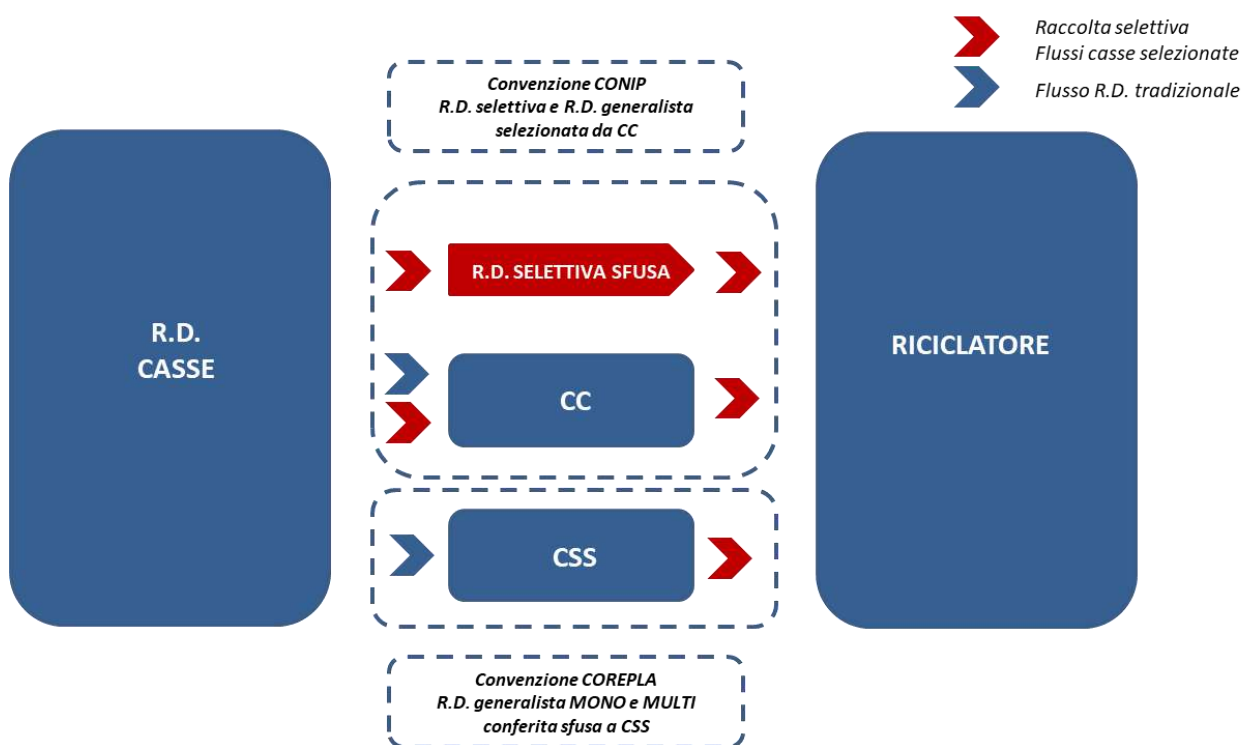 Raccolta selettiva
Flussi casse selezionate
Flusso R.D. tradizionale
Convenzione CONIP
R.D. selettiva e R.D. generalista
selezionata da CC
R.D.
CASSE
R.D. SELETTIVA SFUSA
CC
CSS
RICICLATORE
Convenzione COREPLA
R.D. generalista MONO e MULTI
conferita sfusa a CSS